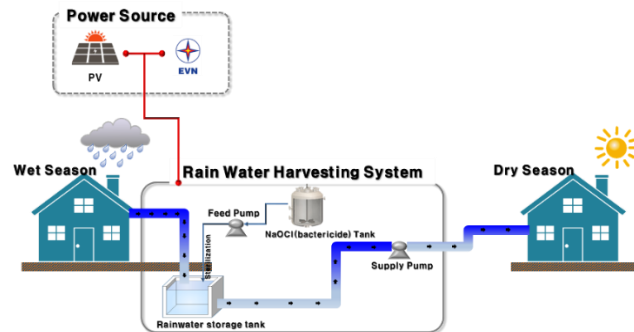 Power Source
PV
EVN
Wet Season
Rain Water Harvesting System
Dry Season
Feed Pump
NaOCl(bactericide) Tank
Sterilization
Supply Pump
Rainwater storage tank